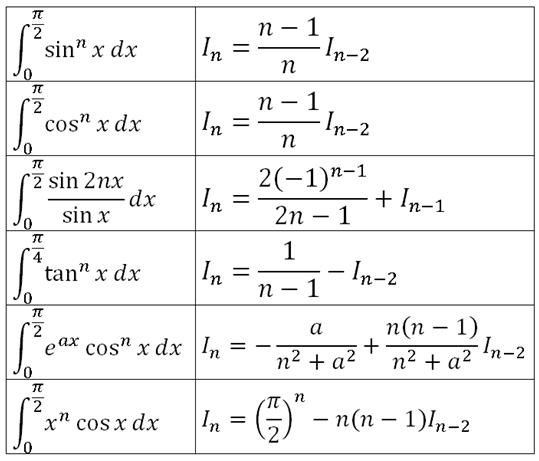 ∫₀^{π/2} sinⁿ x dx    Iₙ = (n − 1)/n Iₙ₋₂
∫₀^{π/2} cosⁿ x dx    Iₙ = (n − 1)/n Iₙ₋₂
∫₀^{π/2} (sin 2nx)/(sin x) dx    Iₙ = 2(−1)ⁿ⁻¹/(2n − 1) + Iₙ₋₁
∫₀^{π/4} tanⁿ x dx    Iₙ = 1/(n − 1) − Iₙ₋₂
∫₀^{π/2} eᵃˣ cosⁿ x dx    Iₙ = −a/(n² + a²) + n(n − 1)/(n² + a²) Iₙ₋₂
∫₀^{π/2} xⁿ cos x dx    Iₙ = (π/2)ⁿ − n(n − 1)Iₙ₋₂